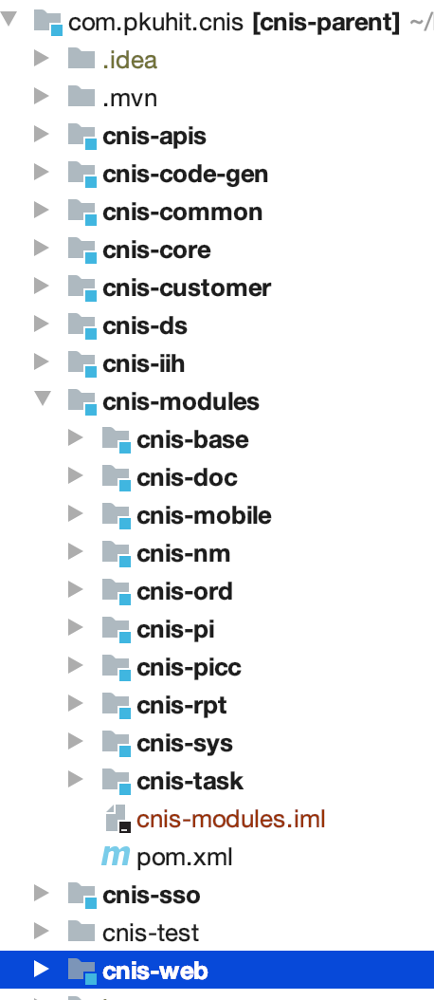 com.pkuhit.cnis [cnis-parent] ~/
.idea
.mvn
cnis-apis
cnis-code-gen
cnis-common
cnis-core
cnis-customer
cnis-ds
cnis-iih
cnis-modules
cnis-base
cnis-doc
cnis-mobile
cnis-nm
cnis-ord
cnis-pi
cnis-picc
cnis-rpt
cnis-sys
cnis-task
cnis-modules.iml
m pom.xml
cnis-sso
cnis-test
cnis-web